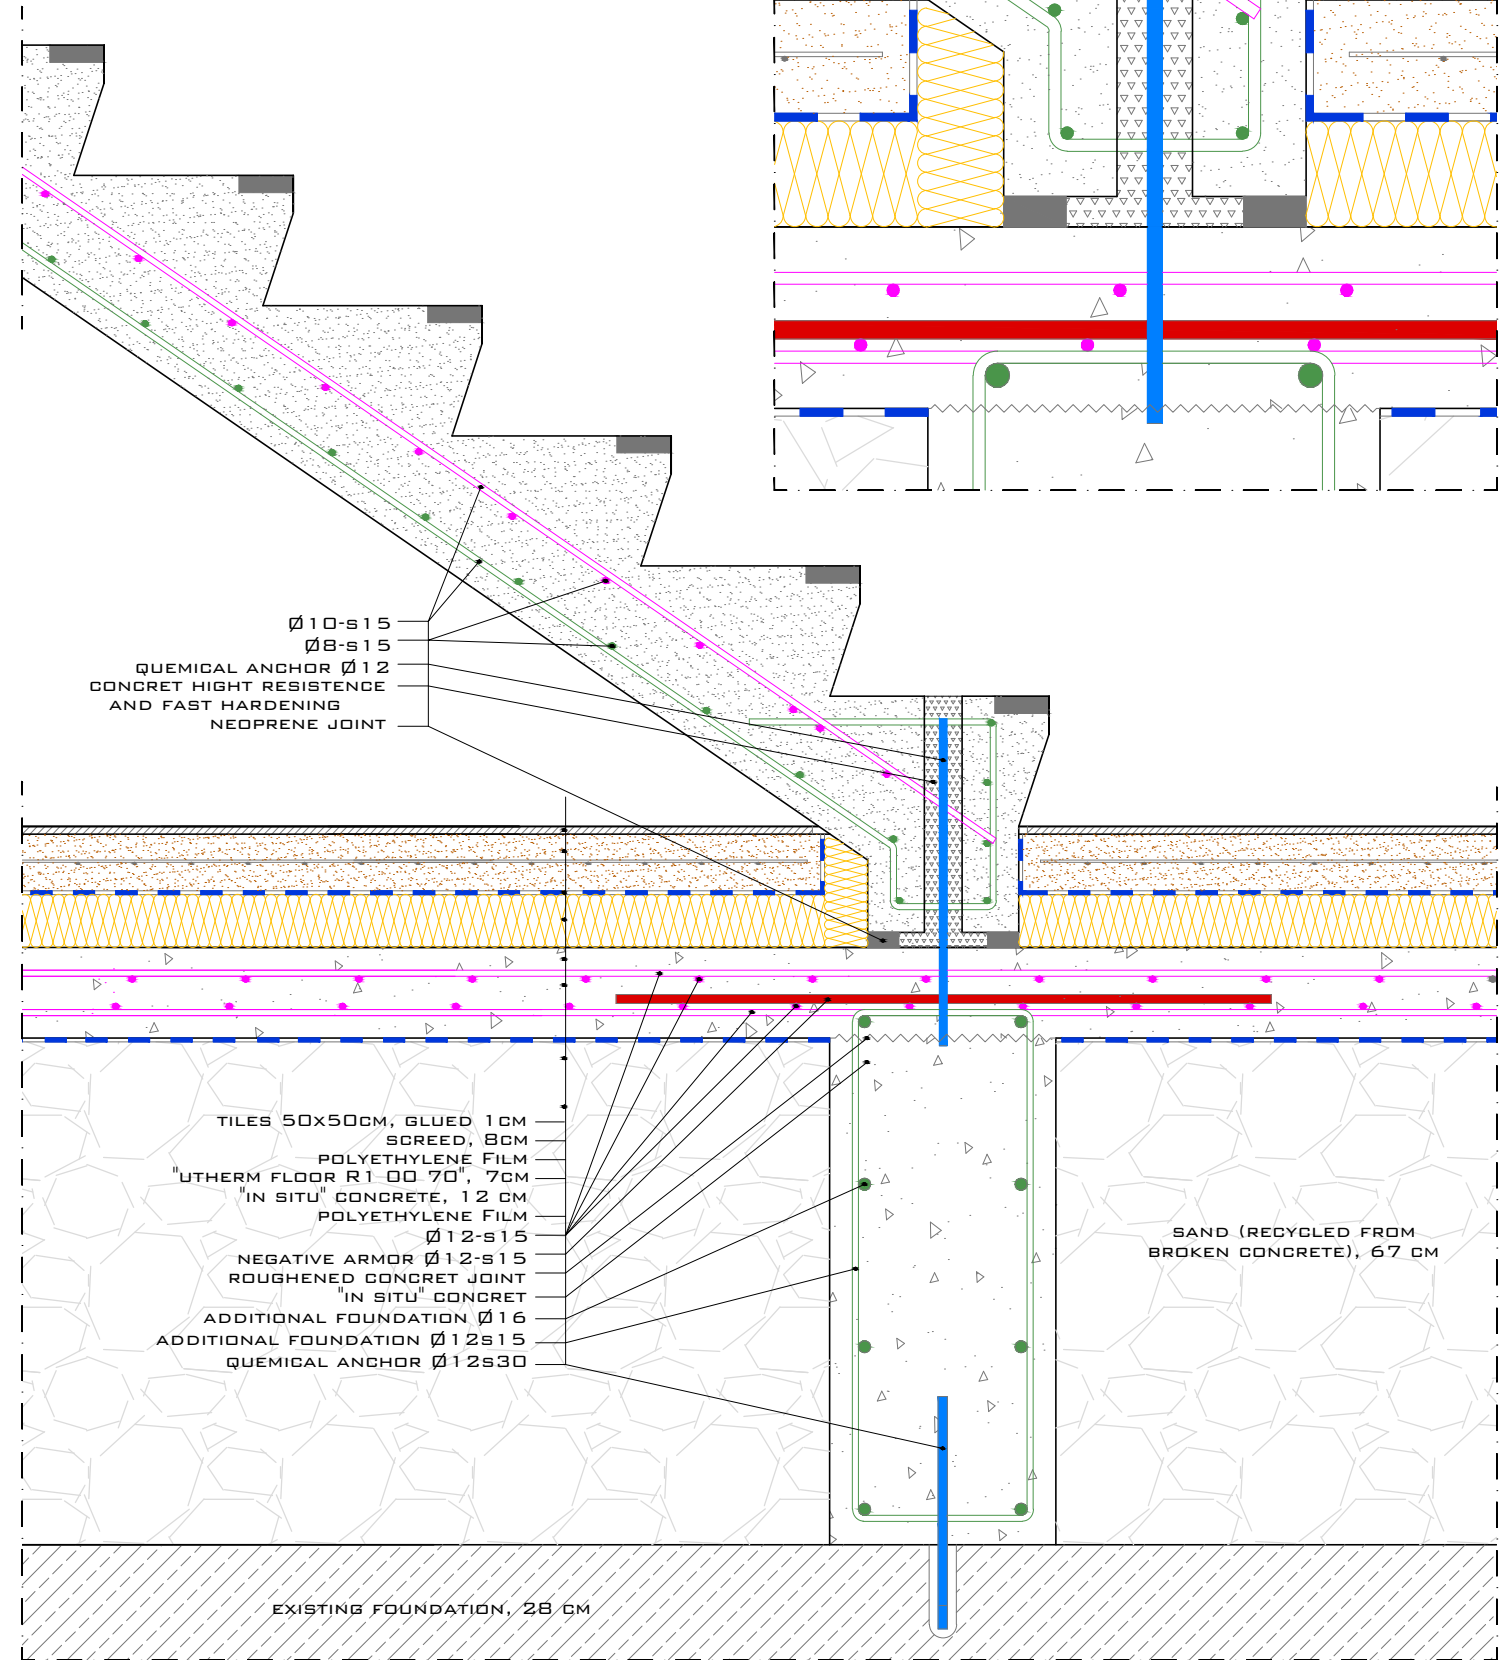 Ø10-s15
Ø8-s15
QUEMICAL ANCHOR Ø12
CONCRET HIGHT RESISTENCE
AND FAST HARDENING
NEOPRENE JOINT
TILES 50x50CM, GLUED 1CM
SCREED, 8CM
POLYETHYLENE FILM
"UTHERM FLOOR R1 00 70", 7CM
"IN SITU" CONCRETE, 12 CM
POLYETHYLENE FILM
Ø12-s15
NEGATIVE ARMOR Ø12-s15
ROUGHENED CONCRET JOINT
"IN SITU" CONCRET
ADDITIONAL FOUNDATION Ø16
ADDITIONAL FOUNDATION Ø12s15
QUEMICAL ANCHOR Ø12s30
SAND (RECYCLED FROM
BROKEN CONCRETE), 67 CM
EXISTING FOUNDATION, 28 CM